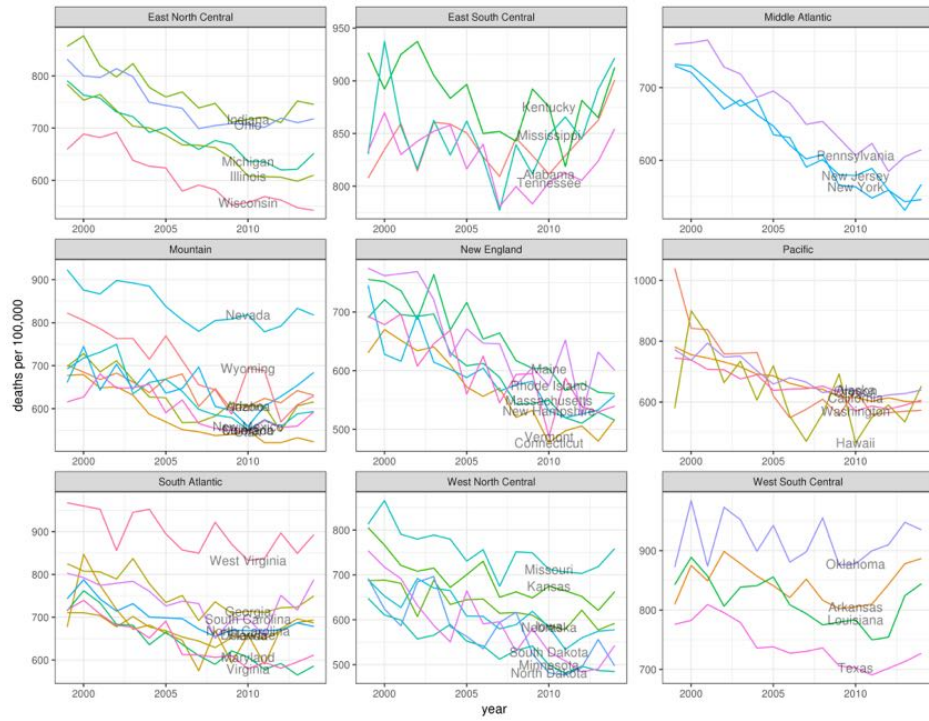 East North Central
East South Central
Middle Atlantic
800
700
600
Indiana
Ohio
Michigan
Illinois
Wisconsin
2000 2005 2010
950
900
850
800
Kentucky
Mississippi
Alabama
Tennessee
2000 2005 2010
700
600
Pennsylvania
New Jersey
New York
2000 2005 2010
Mountain
New England
Pacific
deaths per 100,000
900
800
700
600
Nevada
Wyoming
Arizona
New Mexico
2000 2005 2010
700
600
500
Maine
Rhode Island
Massachusetts
New Hampshire
Vermont
Connecticut
2000 2005 2010
1000
800
600
Alaska
California
Washington
Hawaii
2000 2005 2010
South Atlantic
West North Central
West South Central
900
800
700
600
West Virginia
Georgia
South Carolina
North Carolina
Maryland
Virginia
2000 2005 2010
800
700
600
500
Missouri
Kansas
Nebraska
South Dakota
Minnesota
North Dakota
2000 2005 2010
900
800
700
Oklahoma
Arkansas
Louisiana
Texas
2000 2005 2010
year